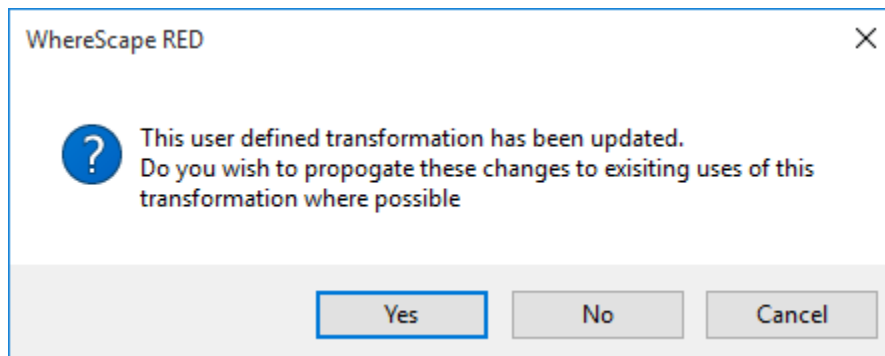 WhereScape RED
?
This user defined transformation has been updated.
Do you wish to propogate these changes to exisiting uses of this
transformation where possible
Yes
No
Cancel